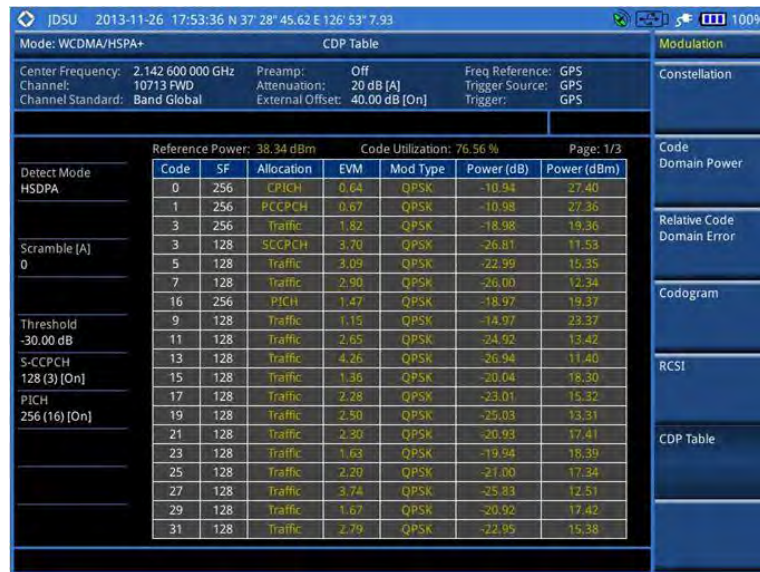 JDSU 2013-11-26 17:53:36 N 37' 28" 45.62 E 126' 53" 7.93 100%
Mode: WCDMA/HSPA+ CDP Table Modulation
Center Frequency: 2.142 600 000 GHz Preamp: Off Freq Reference: GPS
Channel: 10713 FWD Attenuation: 20 dB [A] Trigger Source: GPS
Channel Standard: Band Global External Offset: 40.00 dB [On] Trigger: GPS
Constellation
Reference Power: 38.34 dBm Code Utilization: 76.56 % Page: 1/3
Code SF Allocation EVM Mod Type Power (dB) Power (dBm)
0 256 CPICH 0.64 QPSK -10.94 27.40
1 256 PCCPCH 0.67 QPSK -10.98 27.36
3 256 Traffic 1.82 QPSK -18.98 19.36
3 128 SCCPCH 3.70 QPSK -26.81 11.53
5 128 Traffic 3.09 QPSK -22.99 15.35
7 128 Traffic 2.90 QPSK -26.00 12.34
16 256 PICH 1.47 QPSK -18.97 19.37
9 128 Traffic 1.15 QPSK -14.97 23.37
11 128 Traffic 2.65 QPSK -24.92 13.42
13 128 Traffic 4.26 QPSK -26.94 11.40
15 128 Traffic 1.36 QPSK -20.04 18.30
17 128 Traffic 2.28 QPSK -23.01 15.32
19 128 Traffic 2.50 QPSK -25.03 13.31
21 128 Traffic 2.30 QPSK -20.93 17.41
23 128 Traffic 1.63 QPSK -19.94 18.39
25 128 Traffic 2.20 QPSK -21.00 17.34
27 128 Traffic 3.74 QPSK -25.83 12.51
29 128 Traffic 1.67 QPSK -20.92 17.42
31 128 Traffic 2.79 QPSK -22.95 15.38
Detect Mode
HSDPA
Scramble [A]
0
Threshold
-30.00 dB
S-CCPCH
128 (3) [On]
PICH
256 (16) [On]
Code
Domain Power
Relative Code
Domain Error
Codogram
RCSI
CDP Table